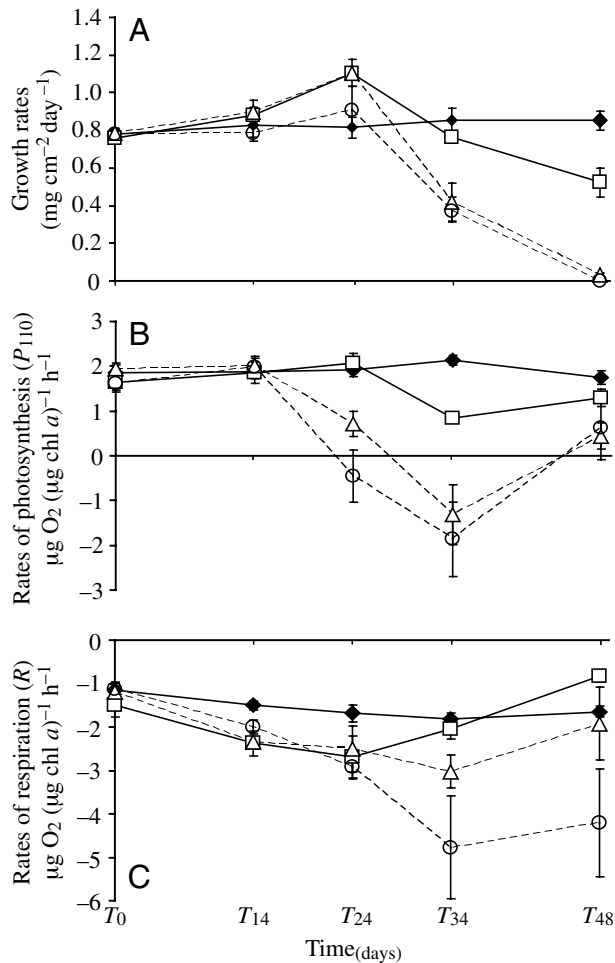 A
1.4
1.2
1.0
0.8
0.6
0.4
0.2
0
Growth rates
(mg cm⁻² day⁻¹)
B
3
2
1
0
−1
−2
−3
Rates of photosynthesis (P₁₁₀)
µg O₂ (µg chl a)⁻¹ h⁻¹
0
−1
−2
−3
−4
−5
−6
Rates of respiration (R)
µg O₂ (µg chl a)⁻¹ h⁻¹
C
T₀ T₁₄ T₂₄ T₃₄ T₄₈
Time(days)